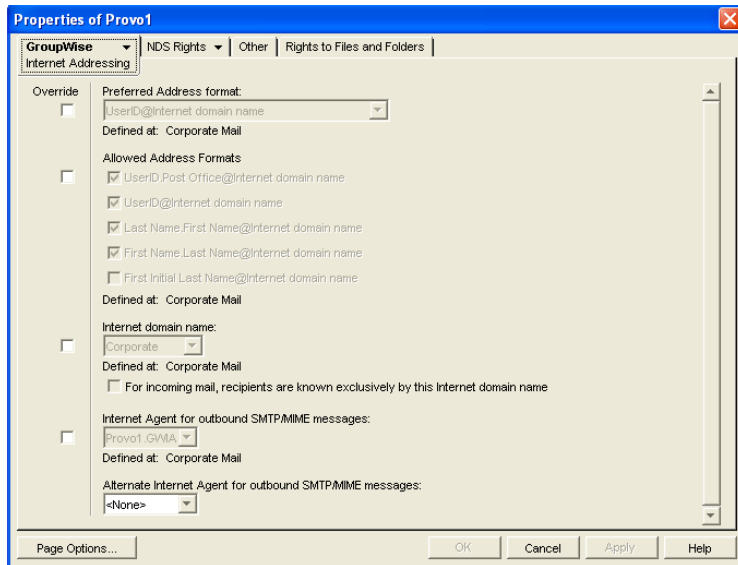 Properties of Provo1
GroupWise NDS Rights Other Rights to Files and Folders
Internet Addressing
Override Preferred Address format:
UserID@Internet domain name
Defined at: Corporate Mail
Allowed Address Formats
UserID.Post Office@Internet domain name
UserID@Internet domain name
Last Name.First Name@Internet domain name
First Name.Last Name@Internet domain name
First Initial Last Name@Internet domain name
Defined at: Corporate Mail
Internet domain name:
Corporate
Defined at: Corporate Mail
For incoming mail, recipients are known exclusively by this Internet domain name
Internet Agent for outbound SMTP/MIME messages:
Provo1.GWIA
Defined at: Corporate Mail
Alternate Internet Agent for outbound SMTP/MIME messages:
<None>
Page Options... OK Cancel Apply Help